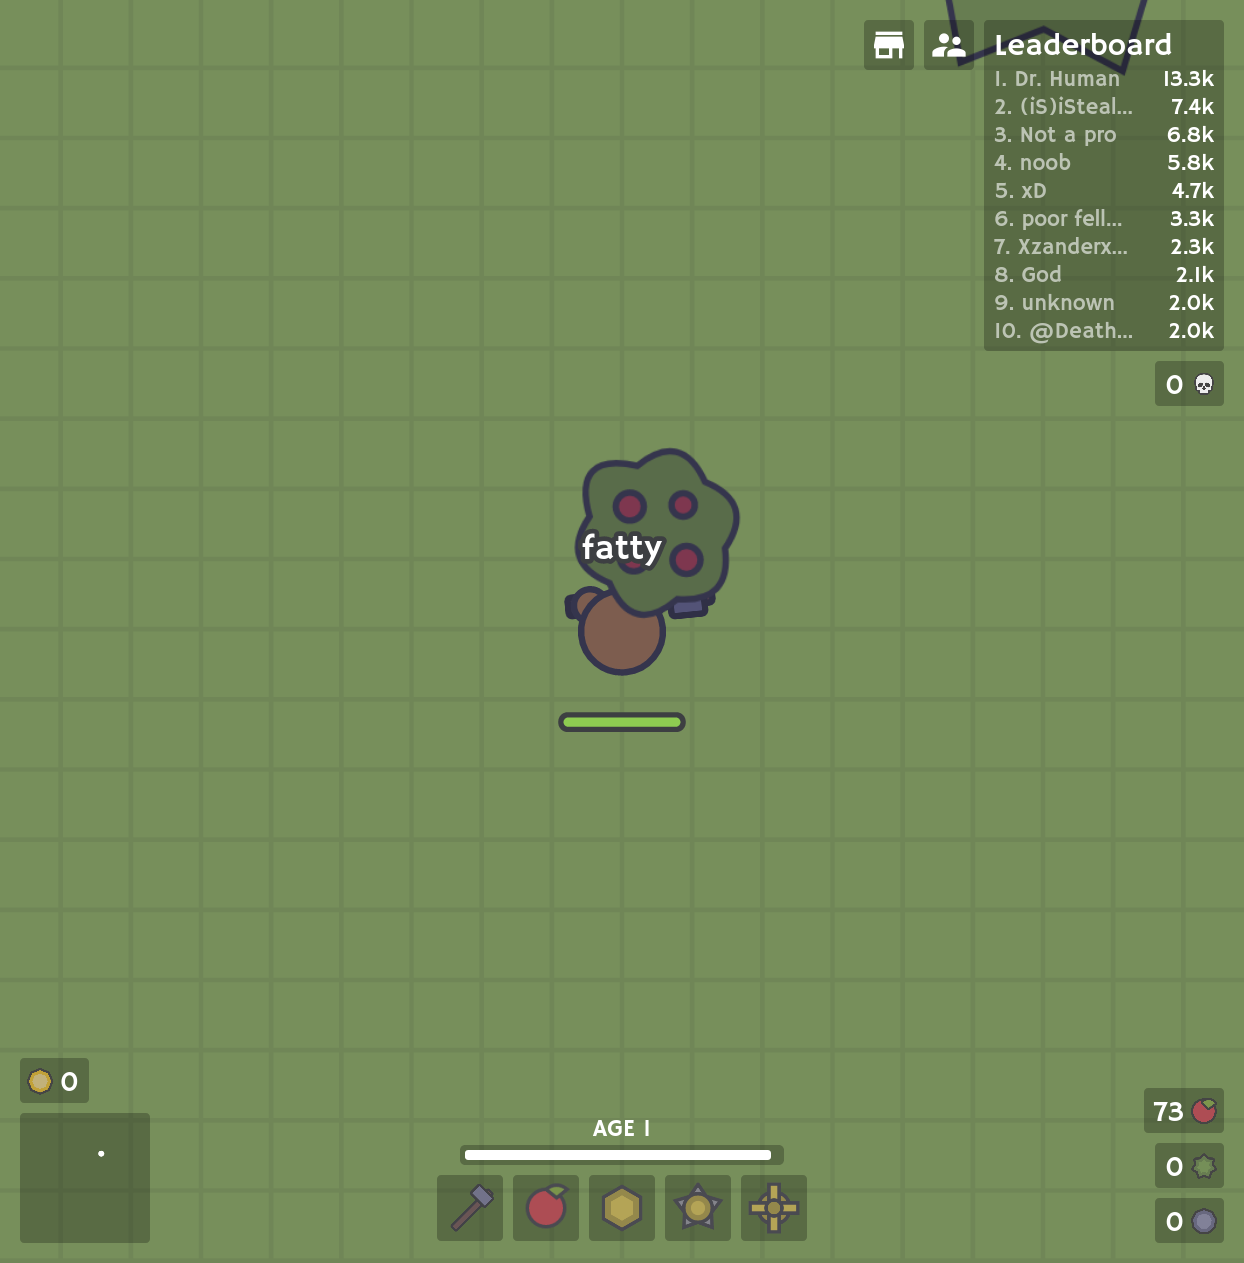 Leaderboard
1. Dr. Human 13.3k
2. (iS)iSteal... 7.4k
3. Not a pro 6.8k
4. noob 5.8k
5. xD 4.7k
6. poor fell... 3.3k
7. Xzanderx... 2.3k
8. God 2.1k
9. unknown 2.0k
10. @Death... 2.0k
0
fatty
0
73
AGE 1
0
0